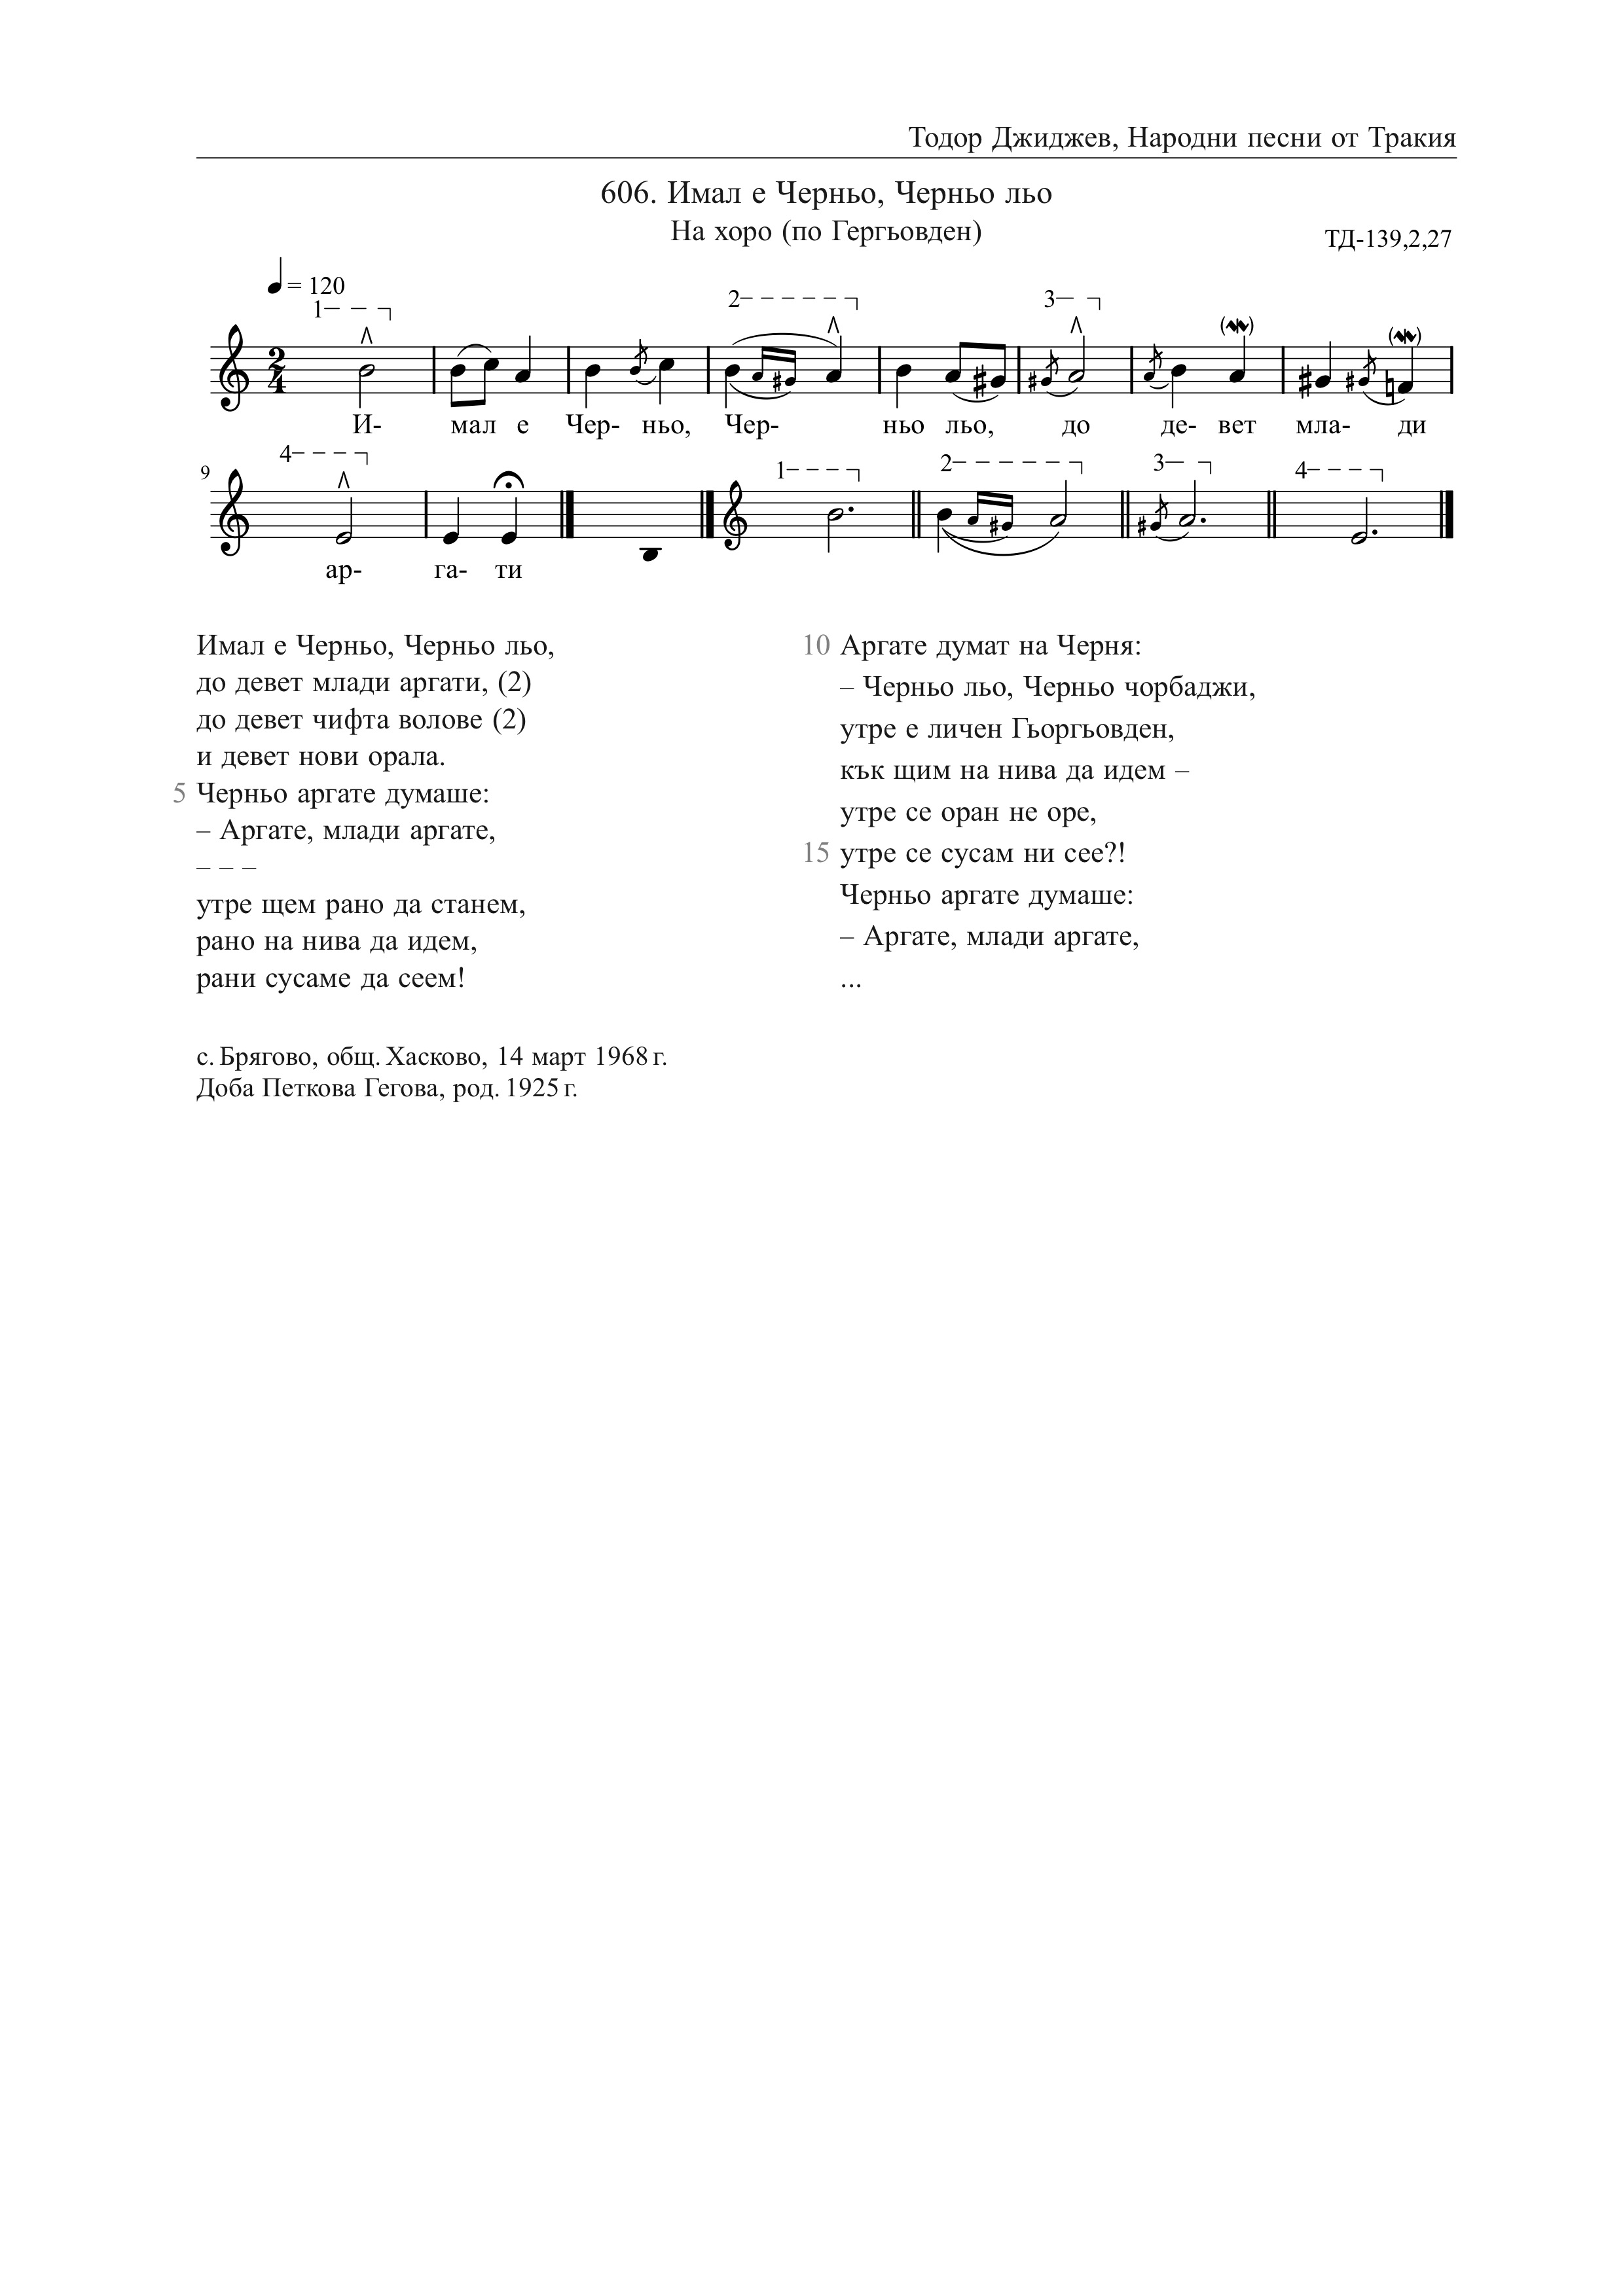 Тодор Джиджев, Народни песни от Тракия
606. Имал е Черньо, Черньо льо
На хоро (по Гергьовден)
ТД-139,2,27
= 120
1
2
3
И- мал е Чер- ньо, Чер- ньо льо, до де- вет мла- ди
9
4
1
2
3
4
ар- га- ти
Имал е Черньо, Черньо льо,
до девет млади аргати, (2)
до девет чифта волове (2)
и девет нови орала.
5 Черньо аргате думаше:
– Аргате, млади аргате,
– – –
утре щем рано да станем,
рано на нива да идем,
рани сусаме да сеем!
10 Аргате думат на Черня:
– Черньо льо, Черньо чорбаджи,
утре е личен Гьоргьовден,
кък щим на нива да идем –
утре се оран не оре,
15 утре се сусам ни сее?!
Черньо аргате думаше:
– Аргате, млади аргате,
...
с. Брягово, общ. Хасково, 14 март 1968 г.
Доба Петкова Гегова, род. 1925 г.